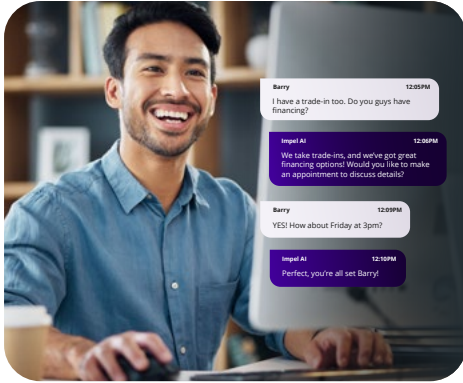 Barry 12:05PM
I have a trade-in too. Do you guys have
financing?
Impel AI 12:06PM
We take trade-ins, and we've got great
financing options! Would you like to make
an appointment to discuss details?
Barry 12:09PM
YES! How about Friday at 3pm?
Impel AI 12:10PM
Perfect, you're all set Barry!